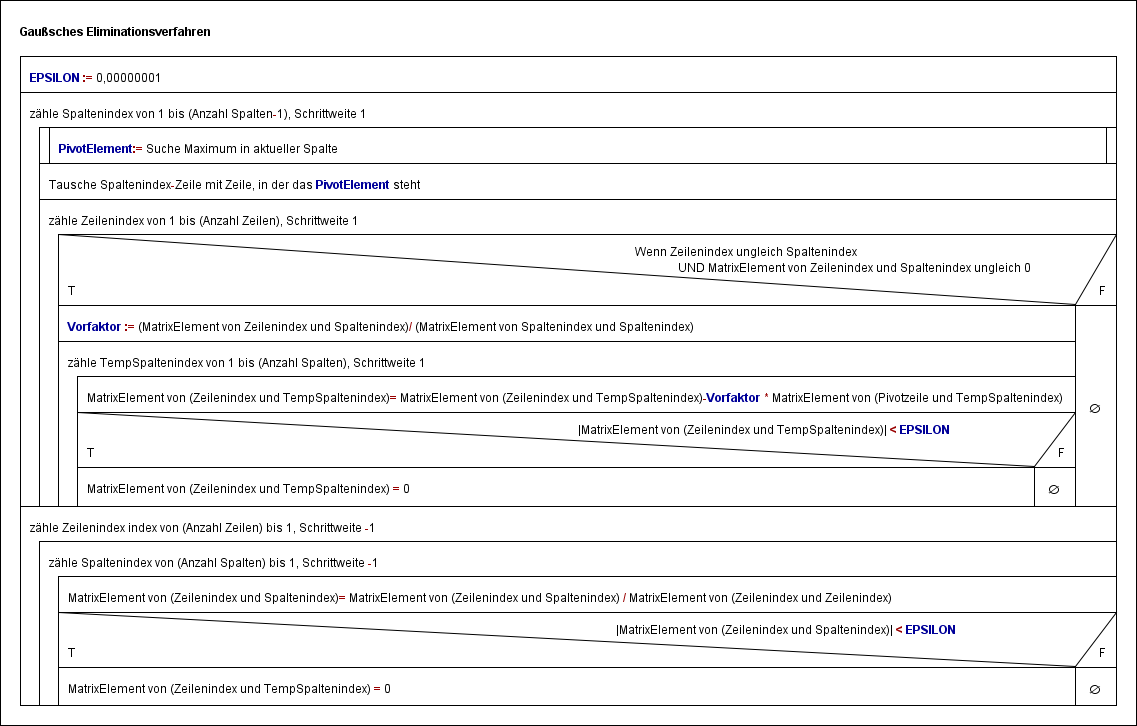 Gaußsches Eliminationsverfahren
EPSILON := 0,00000001
zähle Spaltenindex von 1 bis (Anzahl Spalten-1), Schrittweite 1
PivotElement:= Suche Maximum in aktueller Spalte
Tausche Spaltenindex-Zeile mit Zeile, in der das PivotElement steht
zähle Zeilenindex von 1 bis (Anzahl Zeilen), Schrittweite 1
Wenn Zeilenindex ungleich Spaltenindex
UND MatrixElement von Zeilenindex und Spaltenindex ungleich 0
T F
Vorfaktor := (MatrixElement von Zeilenindex und Spaltenindex)/ (MatrixElement von Spaltenindex und Spaltenindex)
zähle TempSpaltenindex von 1 bis (Anzahl Spalten), Schrittweite 1
MatrixElement von (Zeilenindex und TempSpaltenindex)= MatrixElement von (Zeilenindex und TempSpaltenindex)-Vorfaktor * MatrixElement von (Pivotzeile und TempSpaltenindex)
∅
|MatrixElement von (Zeilenindex und TempSpaltenindex)| < EPSILON
T F
MatrixElement von (Zeilenindex und TempSpaltenindex) = 0 ∅
zähle Zeilenindex index von (Anzahl Zeilen) bis 1, Schrittweite -1
zähle Spaltenindex von (Anzahl Spalten) bis 1, Schrittweite -1
MatrixElement von (Zeilenindex und Spaltenindex)= MatrixElement von (Zeilenindex und Spaltenindex) / MatrixElement von (Zeilenindex und Zeilenindex)
|MatrixElement von (Zeilenindex und Spaltenindex)| < EPSILON
T F
MatrixElement von (Zeilenindex und TempSpaltenindex) = 0 ∅